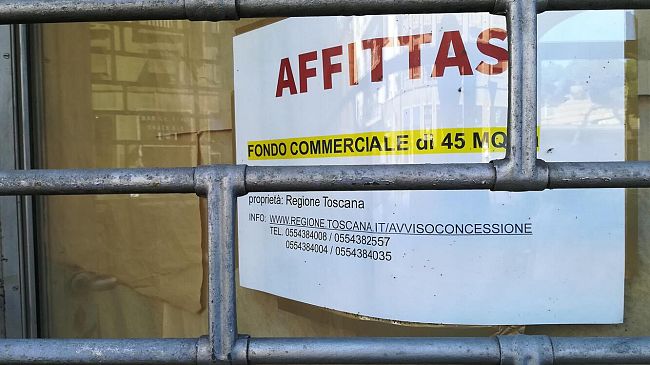 AFFITTAS
FONDO COMMERCIALE di 45 MQ
proprietà: Regione Toscana
INFO: WWW.REGIONE.TOSCANA.IT/AVVISOCONCESSIONE
TEL. 0554384008 / 0554382557
0554384004 / 0554384035